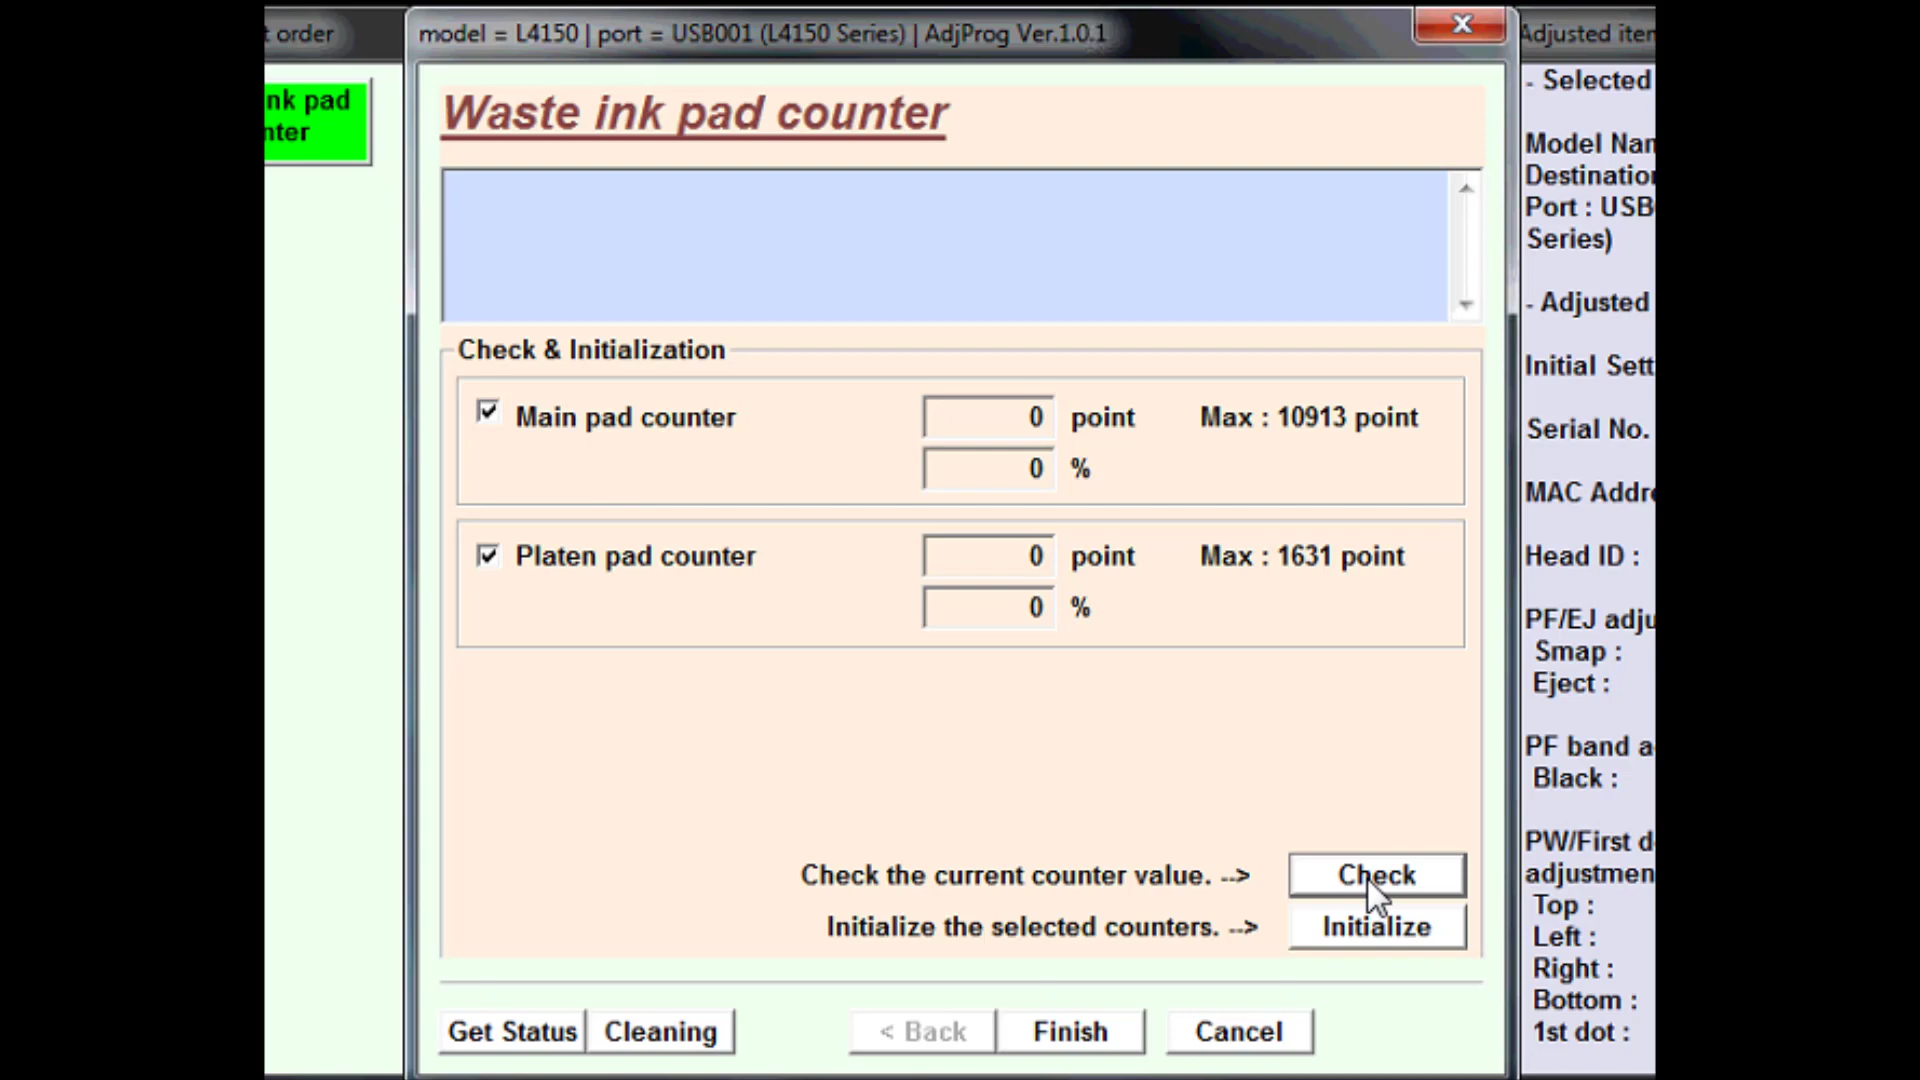 t order
model = L4150 | port = USB001 (L4150 Series) | AdjProg Ver.1.0.1
Adjusted iten
nk pad
nter
Waste ink pad counter
Check & Initialization
Main pad counter 0 point Max : 10913 point
0 %
Platen pad counter 0 point Max : 1631 point
0 %
Check the current counter value. --> Check
Initialize the selected counters. --> Initialize
Get Status Cleaning < Back Finish Cancel
- Selected
Model Nan
Destination
Port : USB
Series)
- Adjusted
Initial Sett
Serial No.
MAC Addre
Head ID :
PF/EJ adju
Smap :
Eject :
PF band a
Black :
PW/First d
adjustmen
Top :
Left :
Right :
Bottom :
1st dot :